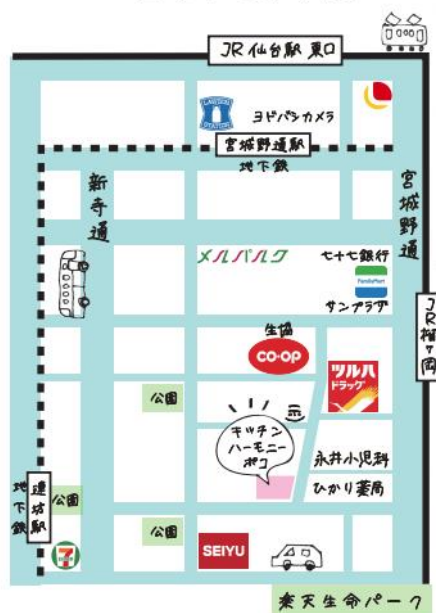 JR 仙台駅 東口
LAWSON
STATION
ヨドバシカメラ
宮城野通駅
地下鉄
新寺通
宮城野通
メルパルク
七十七銀行
FamilyMart
サンプラザ
JR 榴ヶ岡
生協
CO・OP
ツルハ
ドラッグ
公園
キッチン
ハーモニー
ポコ
永井小児科
ひかり薬局
地下鉄
連坊駅
公園
公園
SEIYU
楽天生命パーク